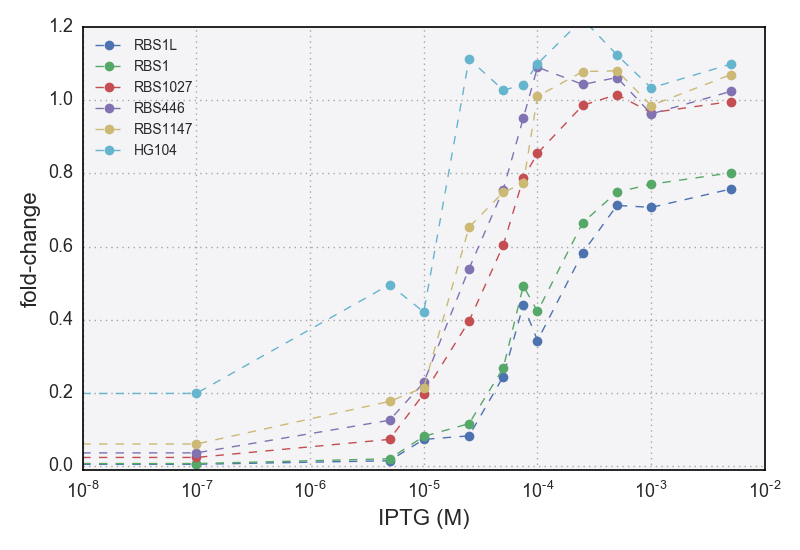 1.2
1.0
0.8
0.6
0.4
0.2
0.0
fold-change
RBS1L
RBS1
RBS1027
RBS446
RBS1147
HG104
10⁻⁸ 10⁻⁷ 10⁻⁶ 10⁻⁵ 10⁻⁴ 10⁻³ 10⁻²
IPTG (M)